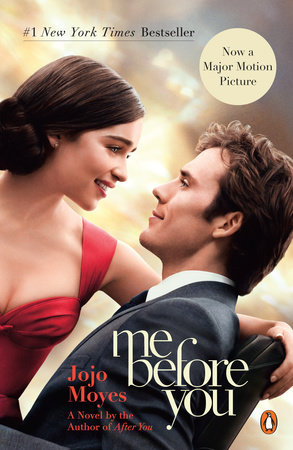 #1 New York Times Bestseller
Now a
Major Motion
Picture
me
before
you
Jojo
Moyes
A Novel by the
Author of After You